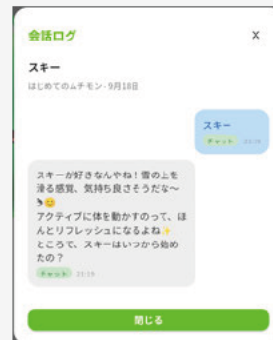 会話ログ
X
スキー
はじめてのムチモン・9月18日
スキー
チャット 21:19
スキーが好きなんやね！雪の上を
滑る感覚、気持ち良さそうだな〜
⛷😊
アクティブに体を動かすのって、ほ
んとリフレッシュになるよね✨
ところで、スキーはいつから始め
たの？
チャット 21:19
閉じる